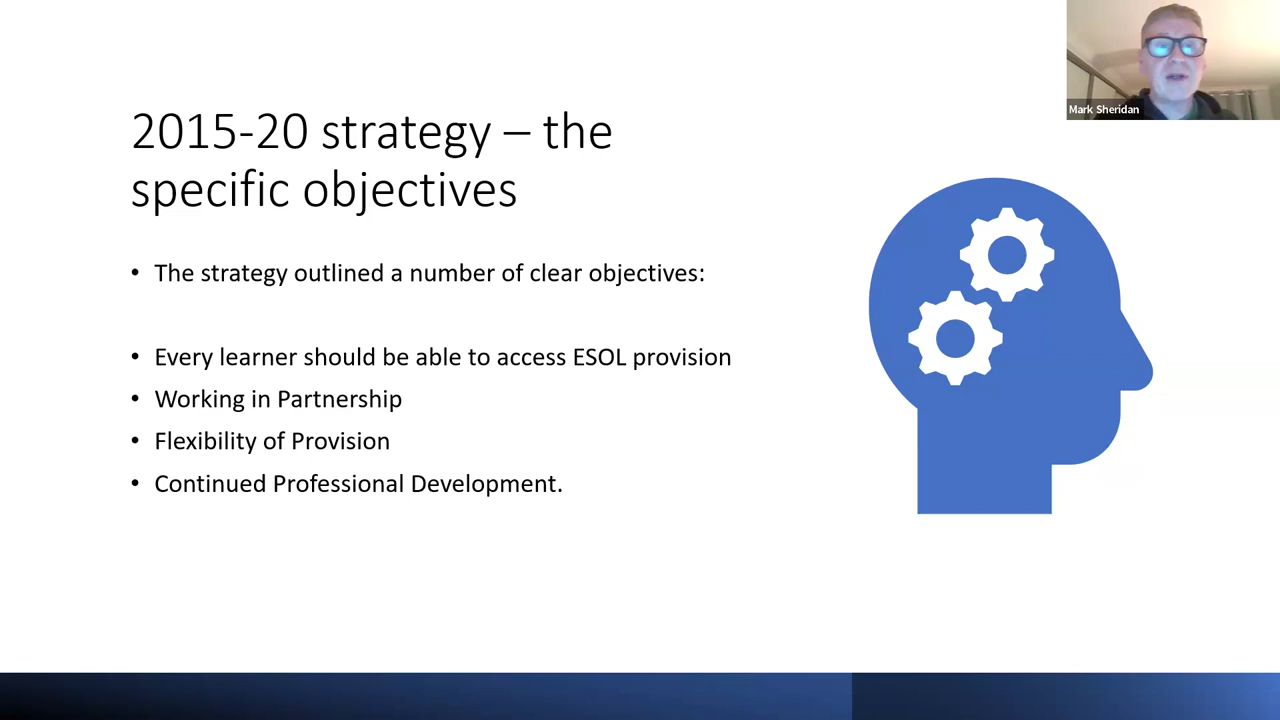 Mark Sheridan
2015-20 strategy – the
specific objectives
• The strategy outlined a number of clear objectives:
• Every learner should be able to access ESOL provision
• Working in Partnership
• Flexibility of Provision
• Continued Professional Development.